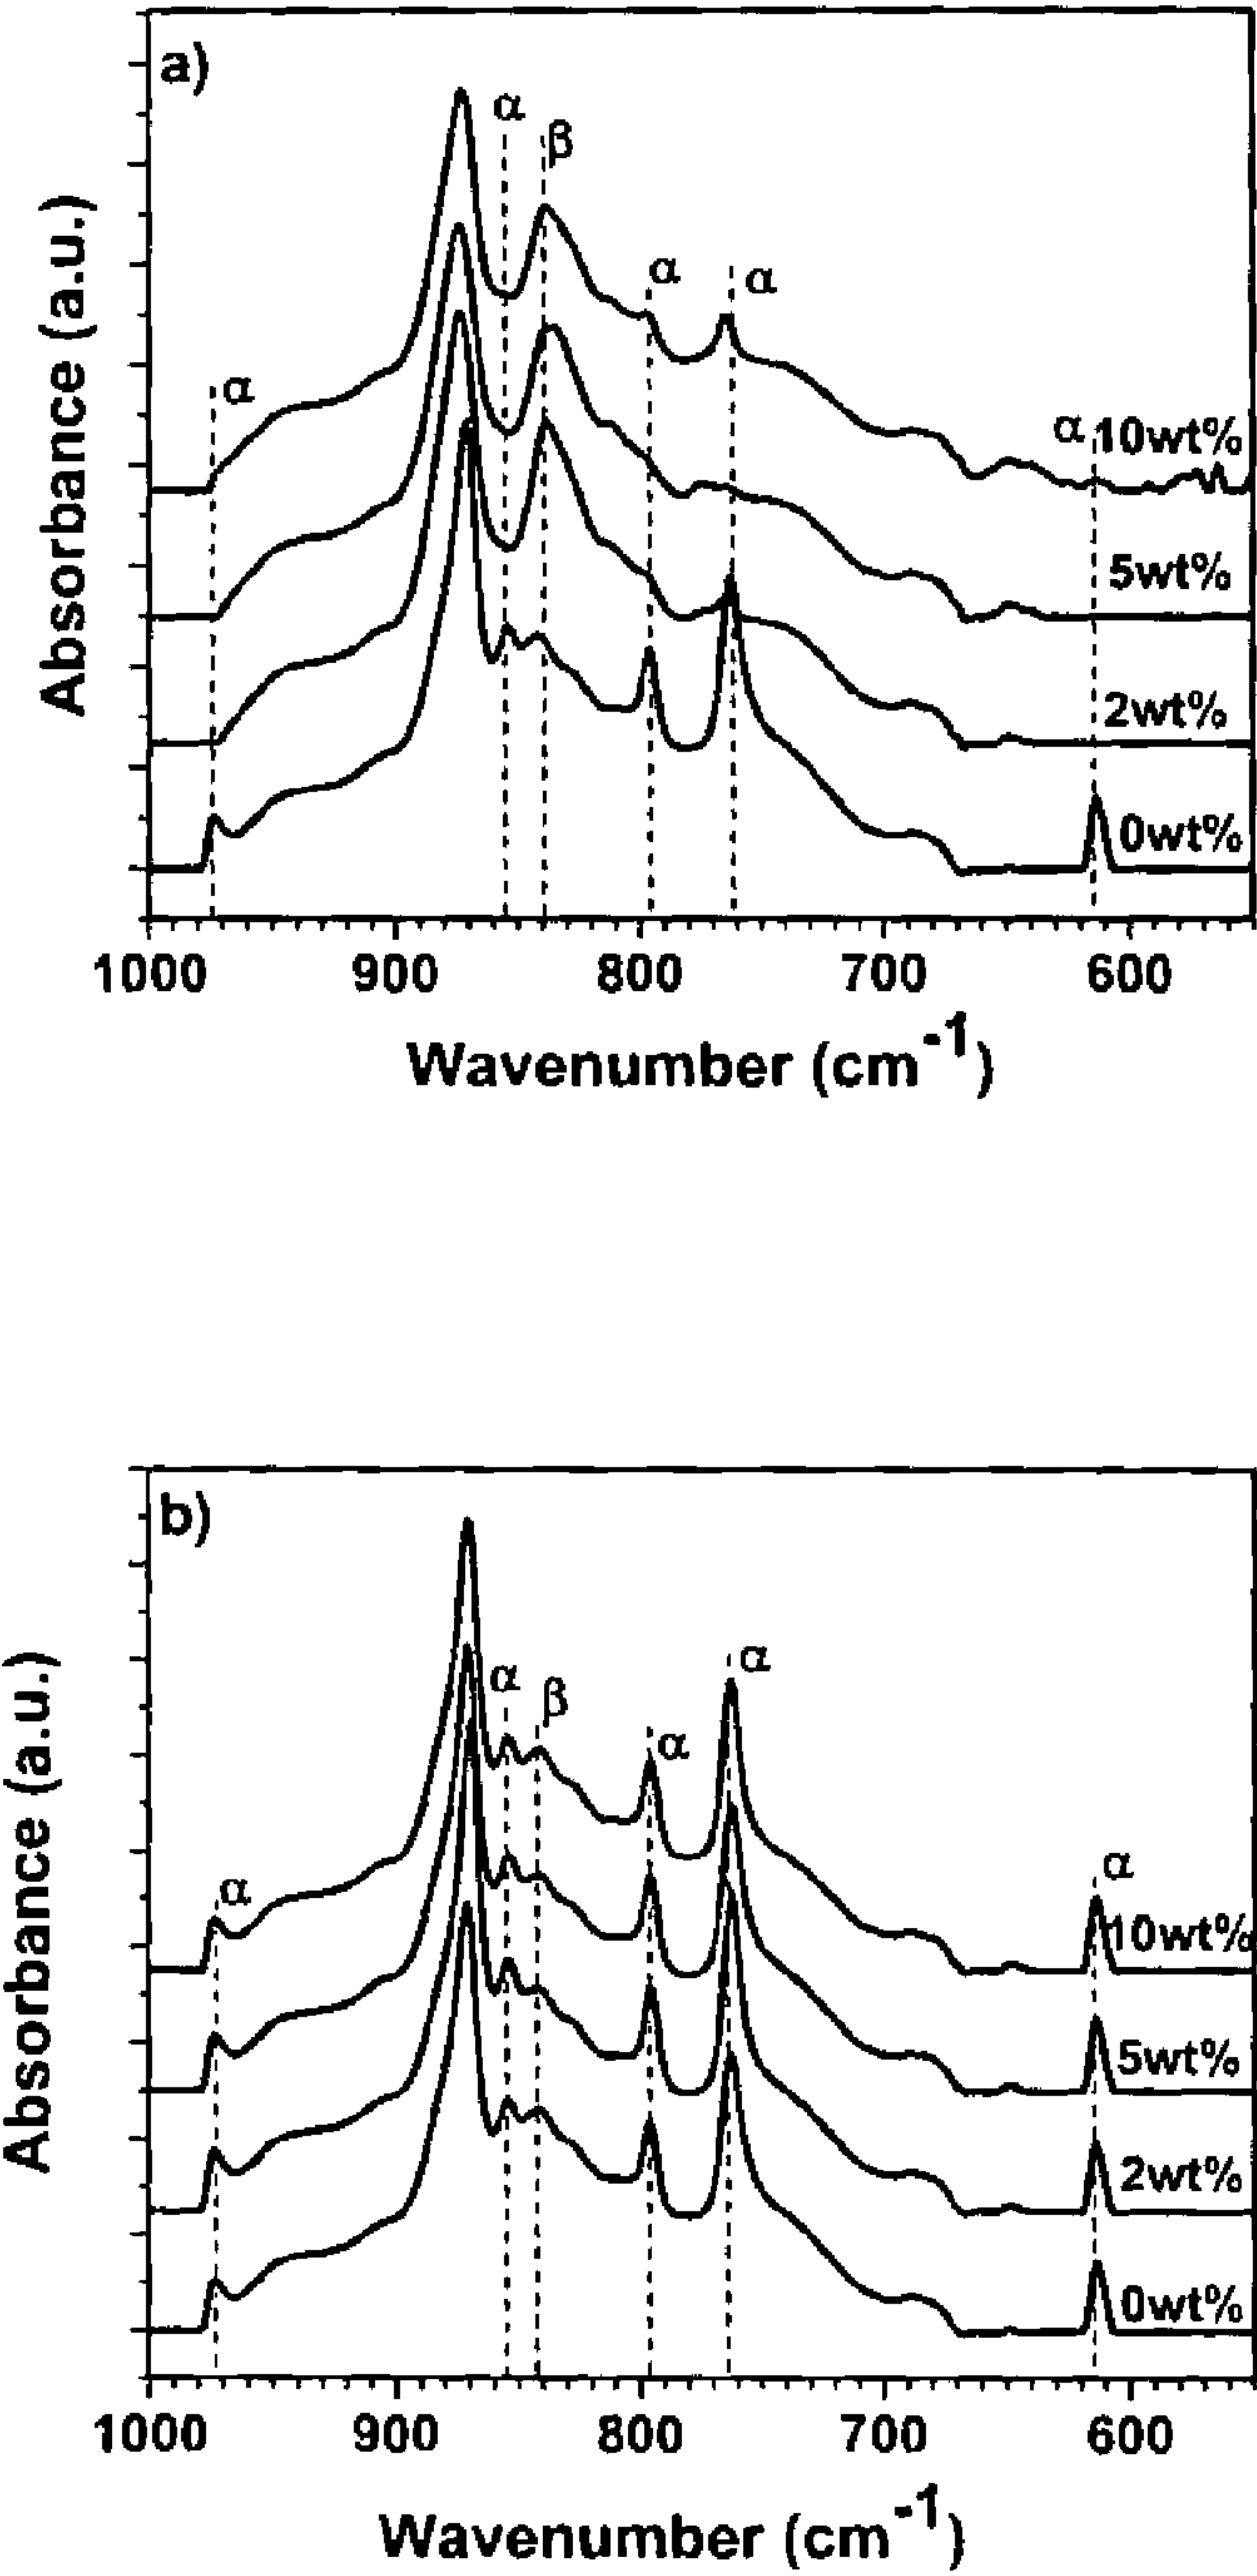 a)
α
β
α
α
α
α 10wt%
5wt%
2wt%
0wt%
Absorbance (a.u.)
1000 900 800 700 600
Wavenumber (cm-1)
b)
α
α
β
α
α
α
10wt%
5wt%
2wt%
0wt%
Absorbance (a.u.)
1000 900 800 700 600
Wavenumber (cm-1)